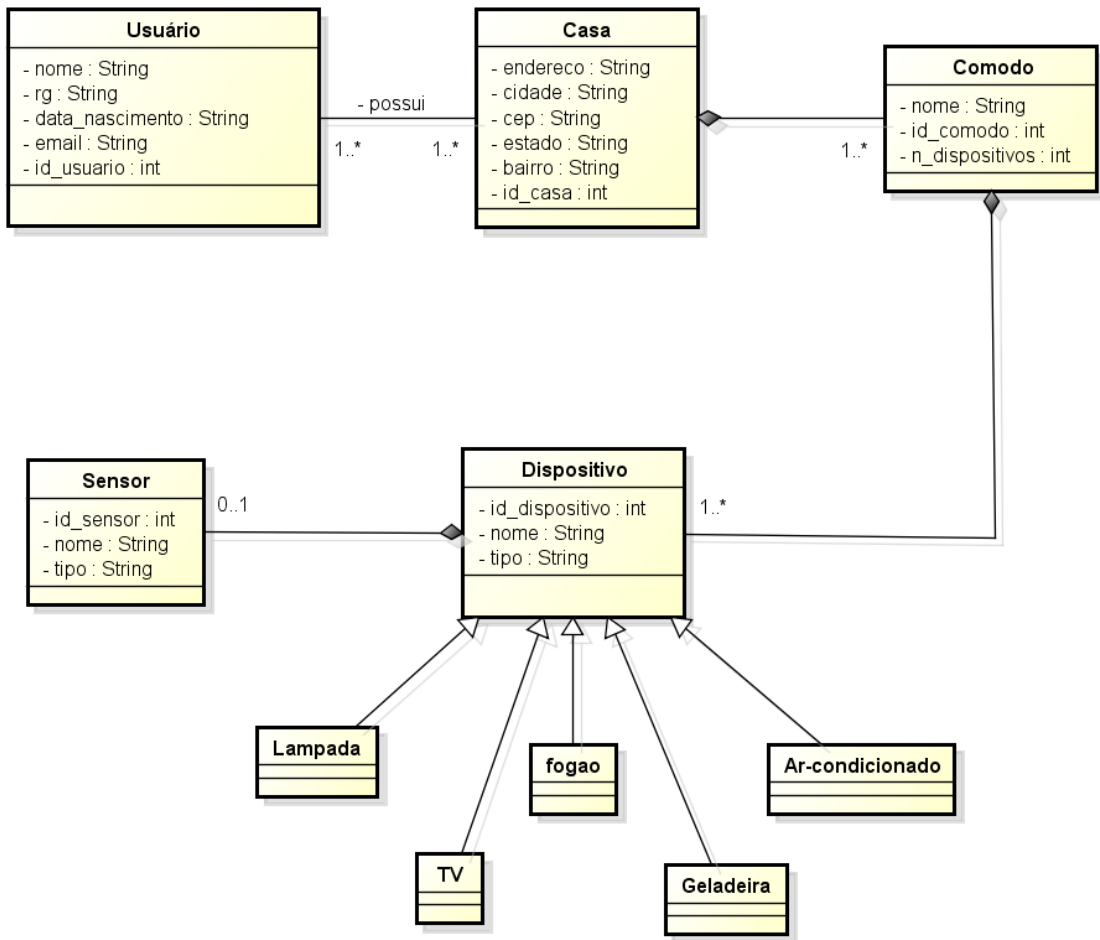 Usuário
- nome : String
- rg : String
- data_nascimento : String
- email : String
- id_usuario : int
- possui
1..*
1..*
Casa
- endereco : String
- cidade : String
- cep : String
- estado : String
- bairro : String
- id_casa : int
1..*
Comodo
- nome : String
- id_comodo : int
- n_dispositivos : int
Sensor
- id_sensor : int
- nome : String
- tipo : String
0..1
Dispositivo
- id_dispositivo : int
- nome : String
- tipo : String
1..*
Lampada
fogao
Ar-condicionado
TV
Geladeira